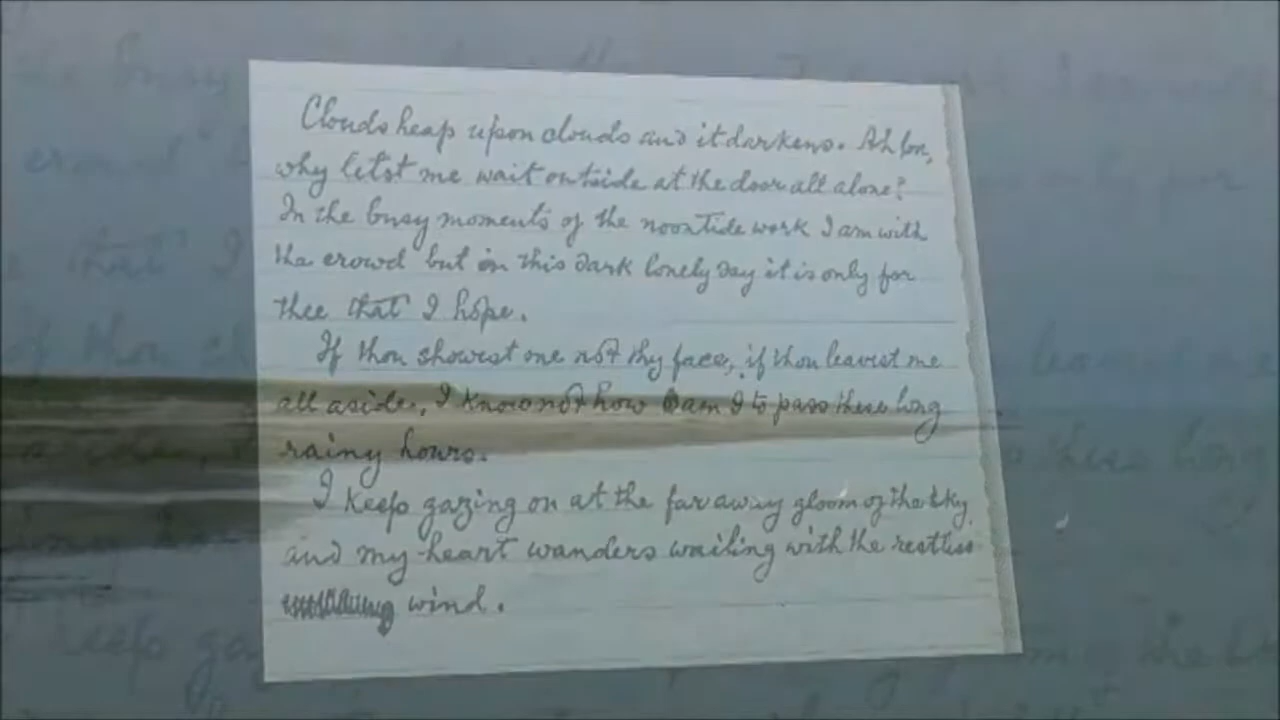 Clouds heap upon clouds and it darkens. Ah love,
why letst me wait outside at the door all alone?
In the busy moments of the noontide work I am with
the crowd but on this dark lonely day it is only for
thee that I hope.
If thou showest me not thy face, if thou leavest me
all aside, I know not how am I to pass these long
rainy hours.
I keep gazing on at the far away gloom of the sky
and my heart wanders wailing with the restless
wind.